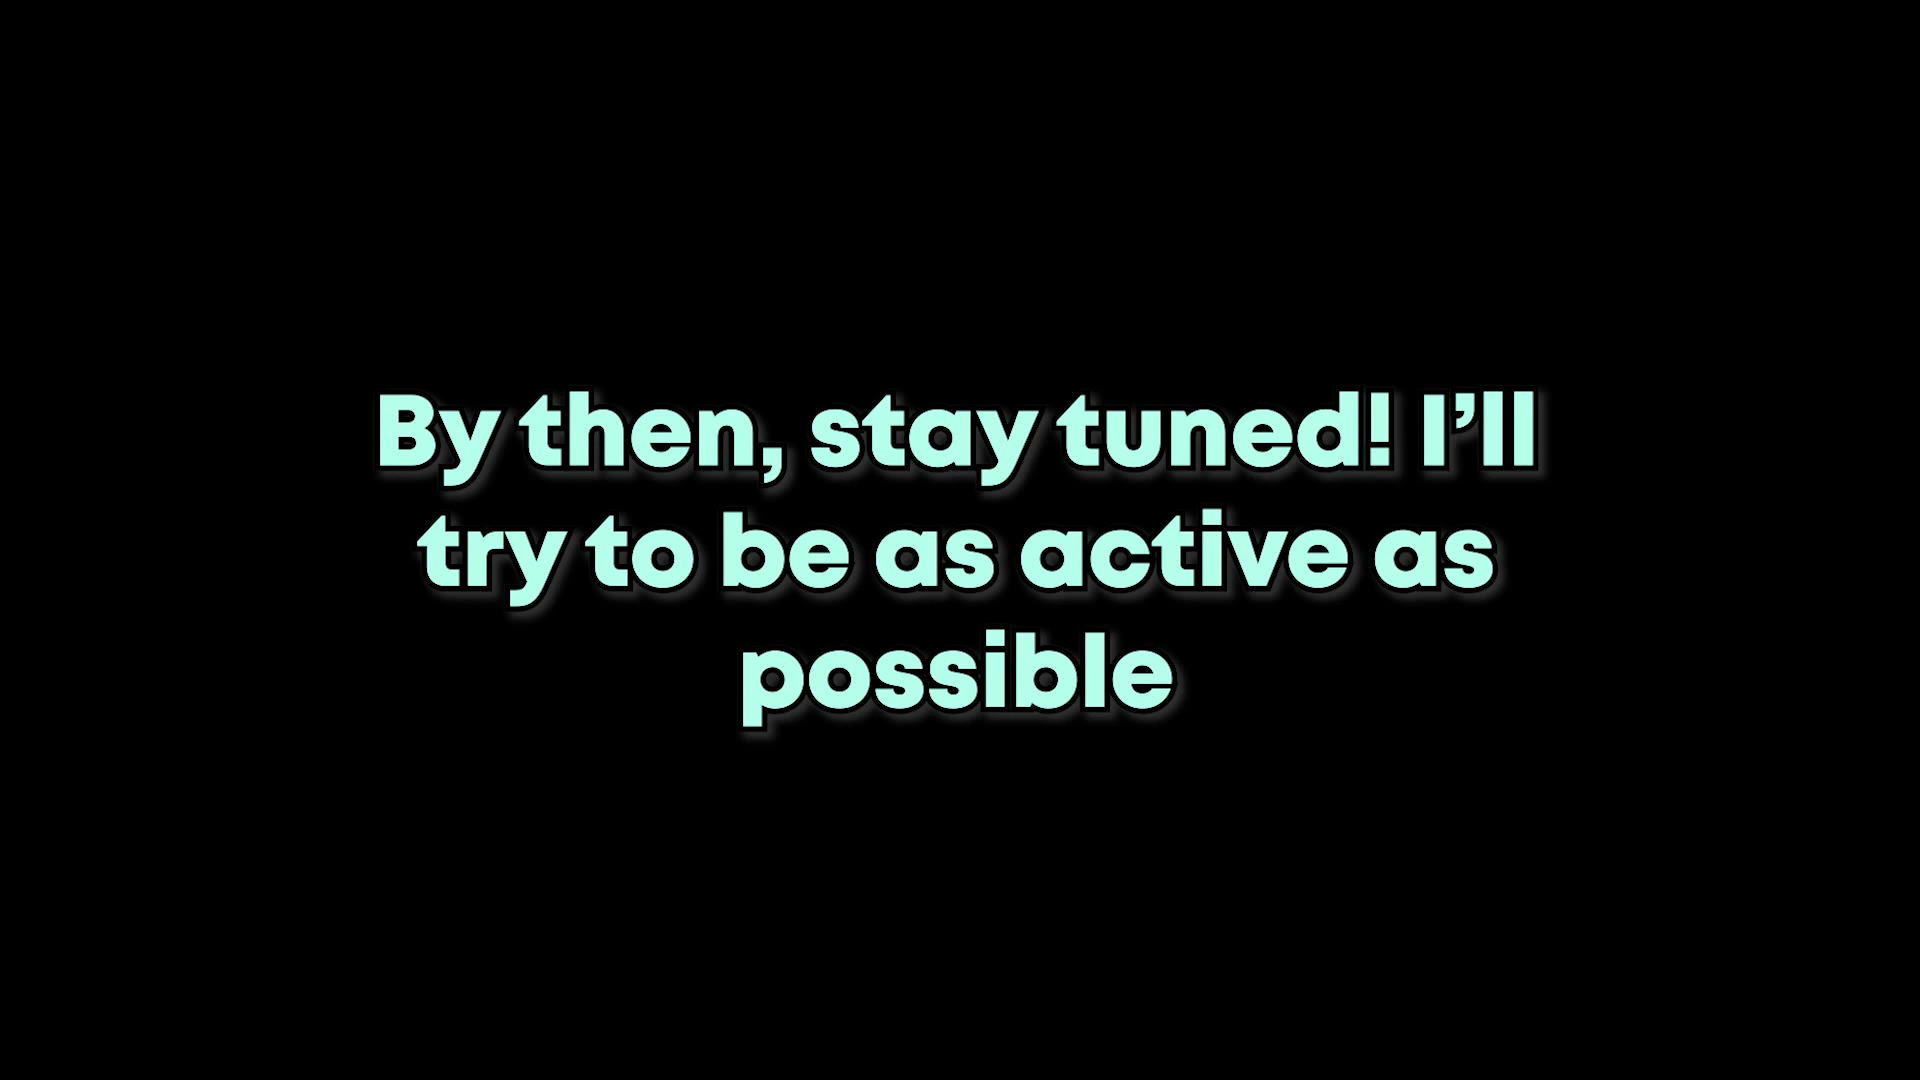 By then, stay tuned! I’ll
try to be as active as
possible